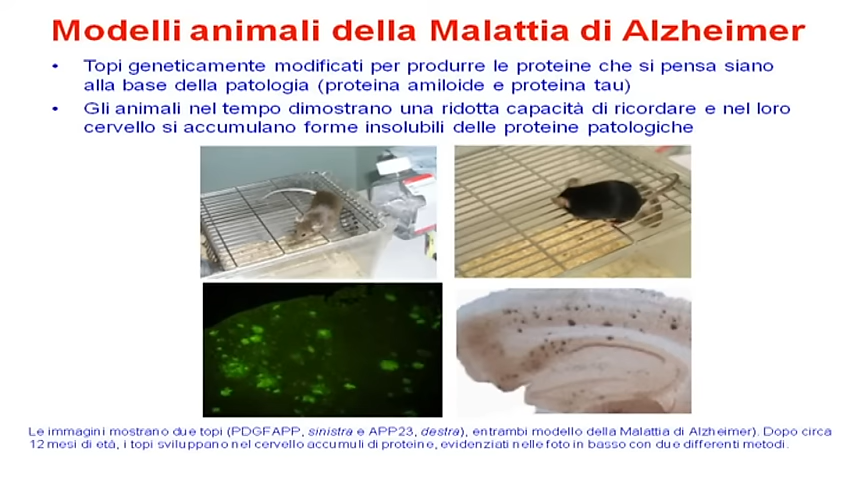 Modelli animali della Malattia di Alzheimer
• Topi geneticamente modificati per produrre le proteine che si pensa siano
alla base della patologia (proteina amiloide e proteina tau)
• Gli animali nel tempo dimostrano una ridotta capacità di ricordare e nel loro
cervello si accumulano forme insolubili delle proteine patologiche
Le immagini mostrano due topi (PDGFAPP, sinistra e APP23, destra), entrambi modello della Malattia di Alzheimer). Dopo circa
12 mesi di età, i topi sviluppano nel cervello accumuli di proteine, evidenziati nelle foto in basso con due differenti metodi.